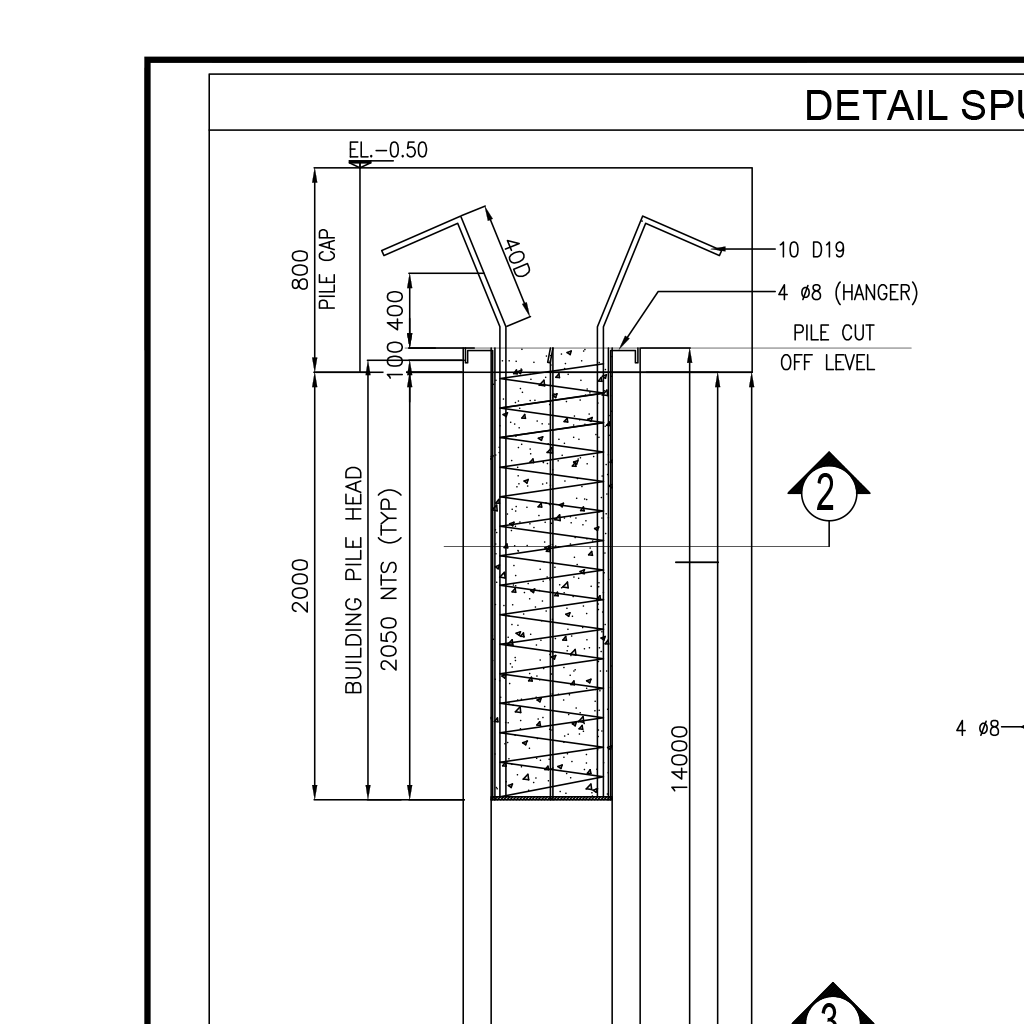 DETAIL SPU
EL.-0.50
800
PILE CAP
40D
10 D19
4 ø8 (HANGER)
400
100
PILE CUT
OFF LEVEL
2
2000
BUILDING PILE HEAD
2050 NTS (TYP)
14000
4 ø8
3